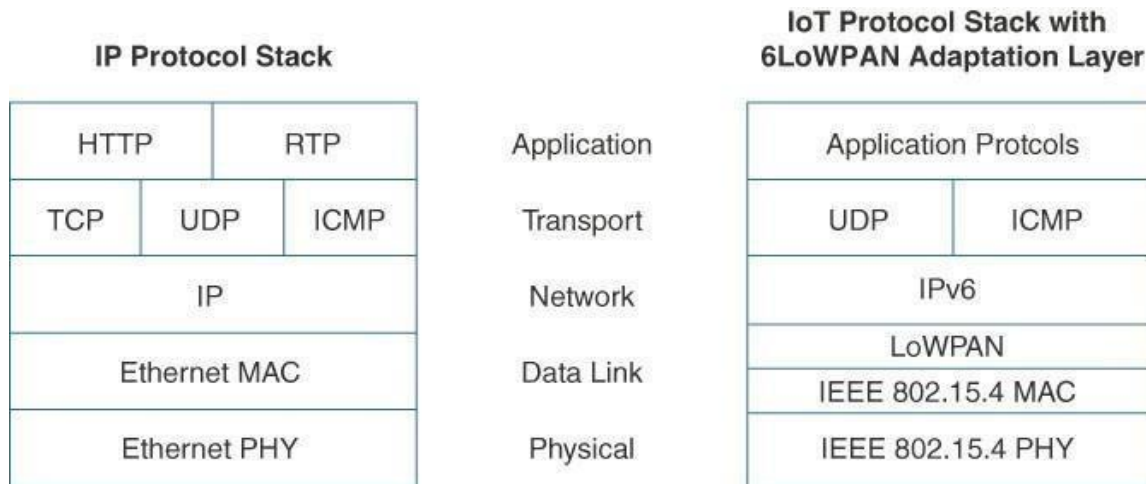 IP Protocol Stack
IoT Protocol Stack with
6LoWPAN Adaptation Layer
HTTP RTP Application Application Protcols
TCP UDP ICMP Transport UDP ICMP
IP Network IPv6
Ethernet MAC Data Link LoWPAN
IEEE 802.15.4 MAC
Ethernet PHY Physical IEEE 802.15.4 PHY